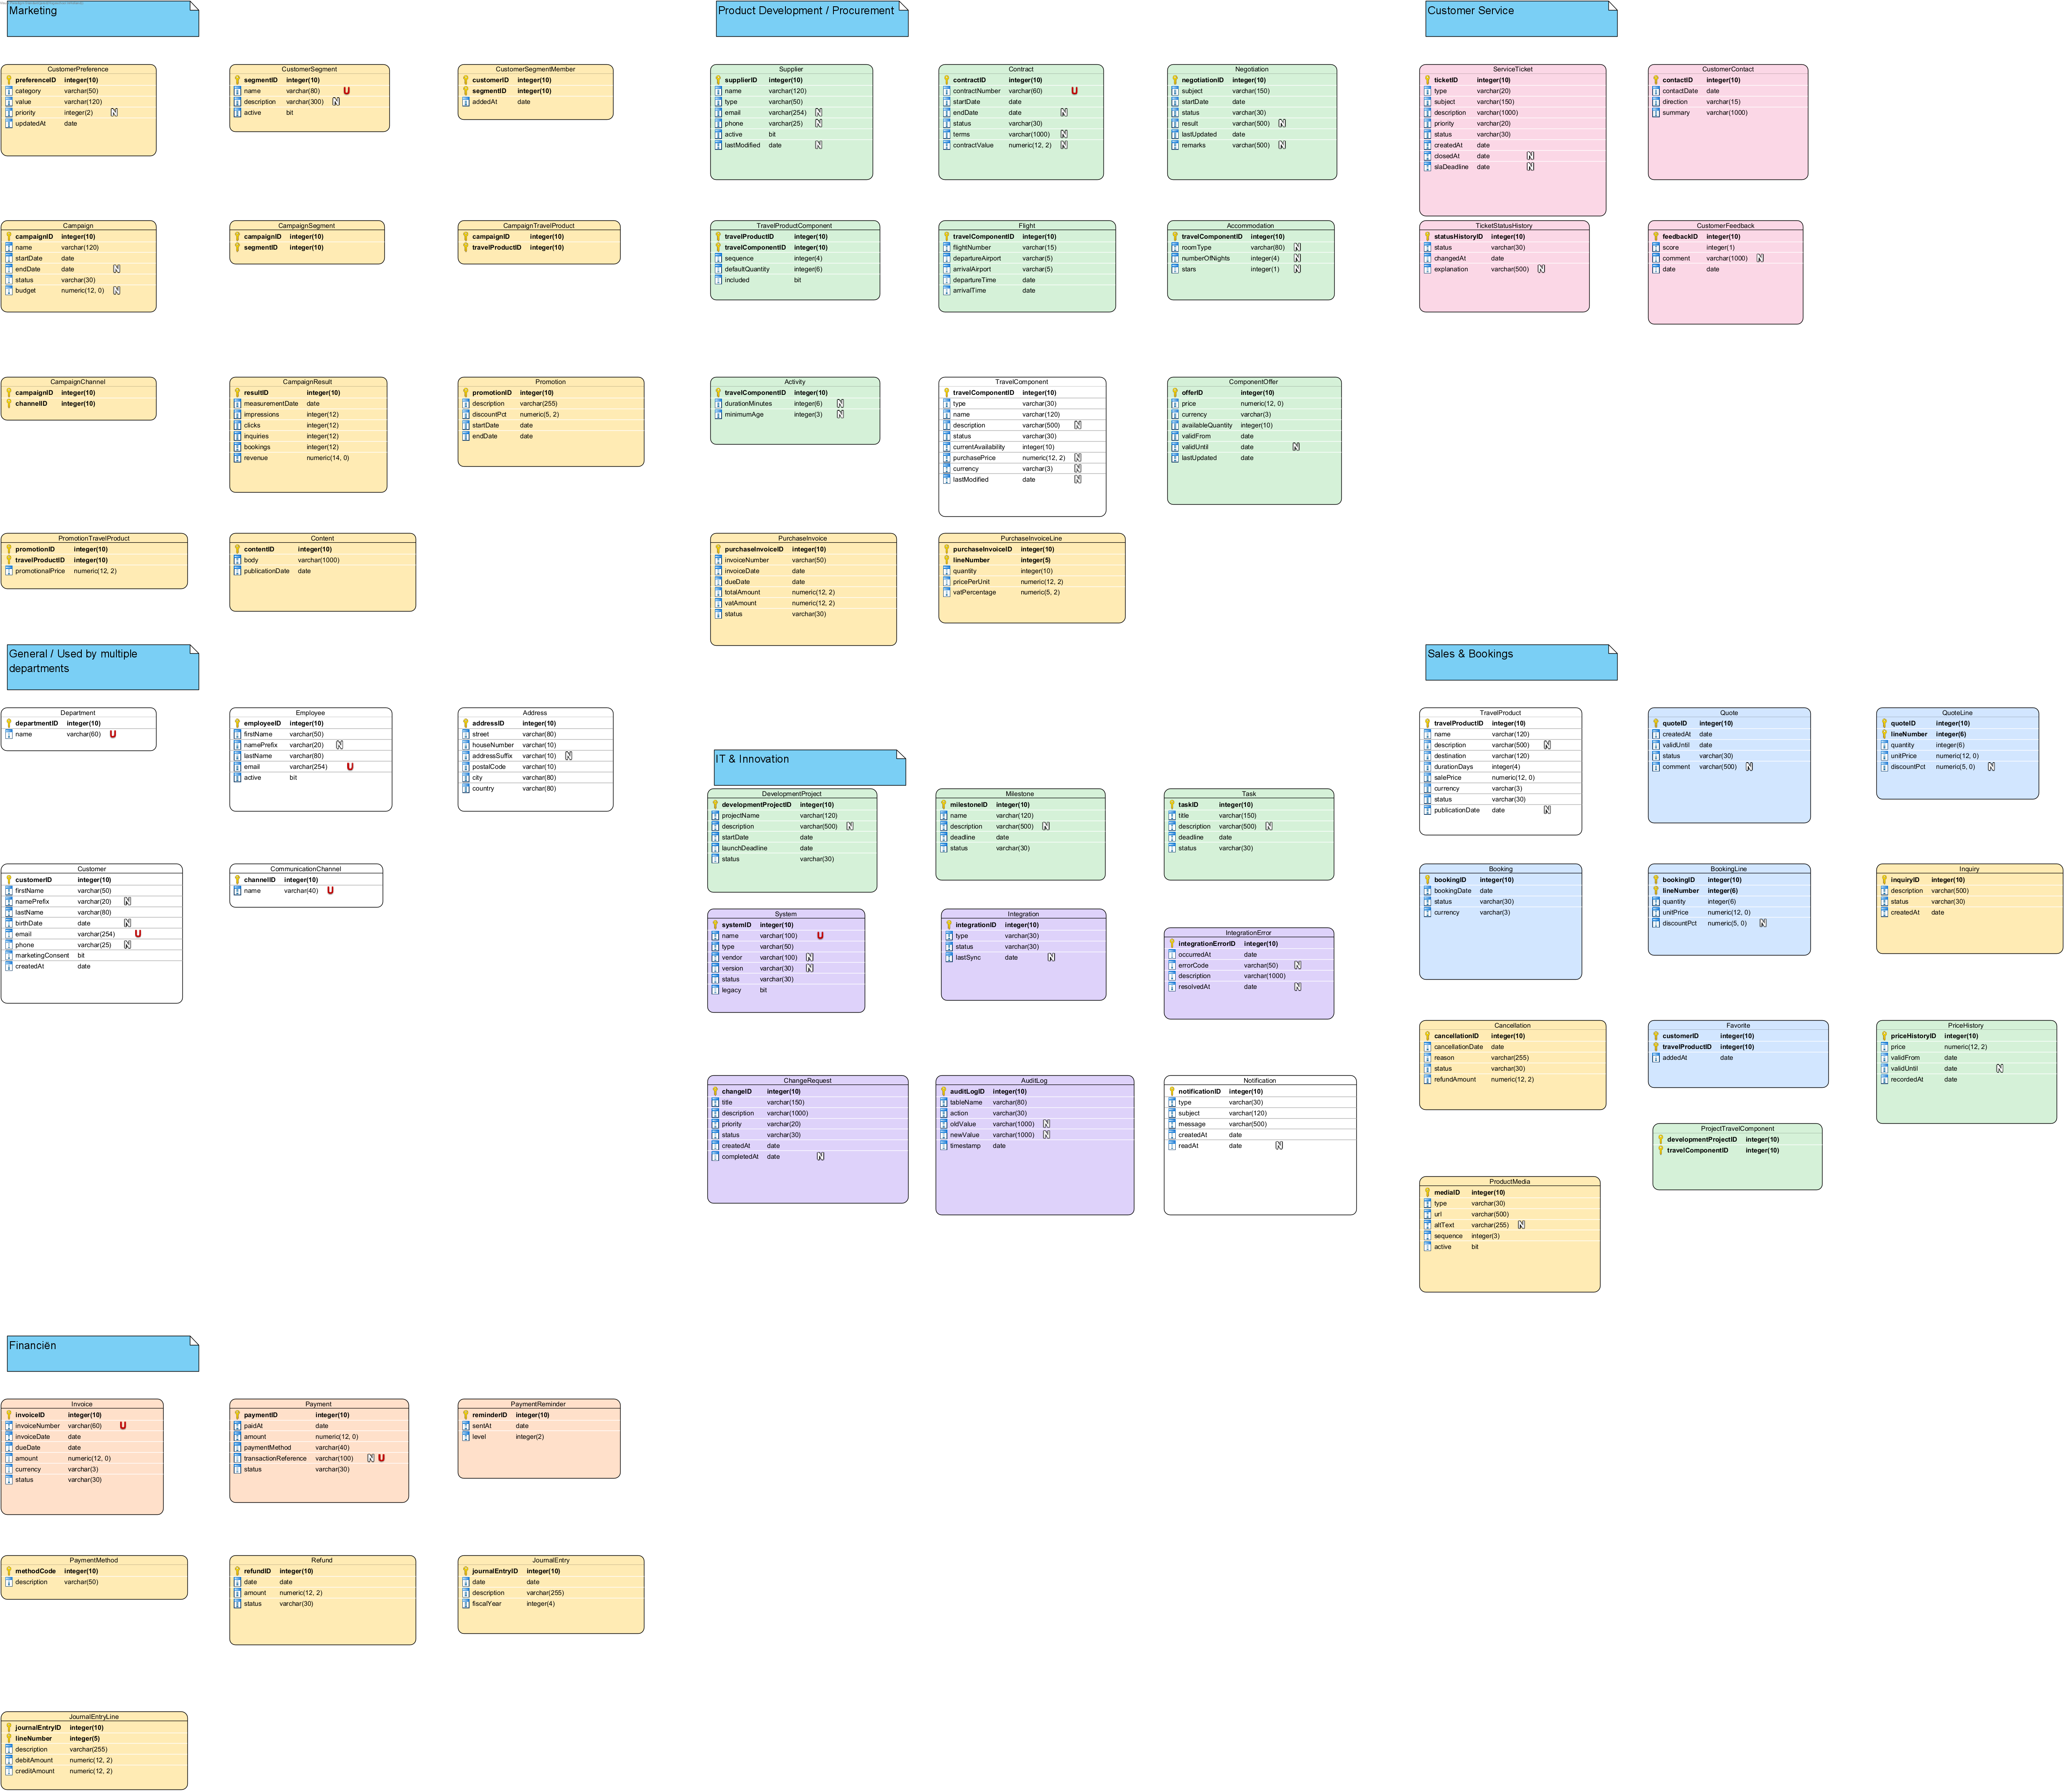 Marketing
CustomerPreference
preferenceID integer(10)
category varchar(50)
value varchar(120)
priority integer(2) N
updatedAt date
CustomerSegment
segmentID integer(10)
name varchar(80) U
description varchar(300) N
active bit
CustomerSegmentMember
customerID integer(10)
segmentID integer(10)
addedAt date
Campaign
campaignID integer(10)
name varchar(120)
startDate date
endDate date N
status varchar(30)
budget numeric(12, 0) N
CampaignSegment
campaignID integer(10)
segmentID integer(10)
CampaignTravelProduct
campaignID integer(10)
travelProductID integer(10)
CampaignChannel
campaignID integer(10)
channelID integer(10)
CampaignResult
resultID integer(10)
measurementDate date
impressions integer(12)
clicks integer(12)
inquiries integer(12)
bookings integer(12)
revenue numeric(14, 0)
Promotion
promotionID integer(10)
description varchar(255)
discountPct numeric(5, 2)
startDate date
endDate date
PromotionTravelProduct
promotionID integer(10)
travelProductID integer(10)
promotionalPrice numeric(12, 2)
Content
contentID integer(10)
body varchar(1000)
publicationDate date
Product Development / Procurement
Supplier
supplierID integer(10)
name varchar(120)
type varchar(50)
email varchar(254) N
phone varchar(25) N
active bit
lastModified date N
Contract
contractID integer(10)
contractNumber varchar(60) U
startDate date
endDate date N
status varchar(30)
terms varchar(1000) N
contractValue numeric(12, 2) N
Negotiation
negotiationID integer(10)
subject varchar(150)
startDate date
status varchar(30)
result varchar(500) N
lastUpdated date
remarks varchar(500) N
TravelProductComponent
travelProductID integer(10)
travelComponentID integer(10)
sequence integer(4)
defaultQuantity integer(6)
included bit
Flight
travelComponentID integer(10)
flightNumber varchar(15)
departureAirport varchar(5)
arrivalAirport varchar(5)
departureTime date
arrivalTime date
Accommodation
travelComponentID integer(10)
roomType varchar(80) N
numberOfNights integer(4) N
stars integer(1) N
Activity
travelComponentID integer(10)
durationMinutes integer(6) N
minimumAge integer(3) N
TravelComponent
travelComponentID integer(10)
type varchar(30)
name varchar(120)
description varchar(500) N
status varchar(30)
currentAvailability integer(10)
purchasePrice numeric(12, 2) N
currency varchar(3) N
lastModified date N
ComponentOffer
offerID integer(10)
price numeric(12, 0)
currency varchar(3)
availableQuantity integer(10)
validFrom date
validUntil date N
lastUpdated date
PurchaseInvoice
purchaseInvoiceID integer(10)
invoiceNumber varchar(50)
invoiceDate date
dueDate date
totalAmount numeric(12, 2)
vatAmount numeric(12, 2)
status varchar(30)
PurchaseInvoiceLine
purchaseInvoiceID integer(10)
lineNumber integer(5)
quantity integer(10)
pricePerUnit numeric(12, 2)
vatPercentage numeric(5, 2)
Customer Service
ServiceTicket
ticketID integer(10)
type varchar(20)
subject varchar(150)
description varchar(1000)
priority varchar(20)
status varchar(30)
createdAt date
closedAt date N
slaDeadline date N
CustomerContact
contactID integer(10)
contactDate date
direction varchar(15)
summary varchar(1000)
TicketStatusHistory
statusHistoryID integer(10)
status varchar(30)
changedAt date
explanation varchar(500) N
CustomerFeedback
feedbackID integer(10)
score integer(1)
comment varchar(1000) N
date date
General / Used by multiple
departments
Department
departmentID integer(10)
name varchar(60) U
Employee
employeeID integer(10)
firstName varchar(50)
namePrefix varchar(20) N
lastName varchar(80)
email varchar(254) U
active bit
Address
addressID integer(10)
street varchar(80)
houseNumber varchar(10)
addressSuffix varchar(10) N
postalCode varchar(10)
city varchar(80)
country varchar(80)
Customer
customerID integer(10)
firstName varchar(50)
namePrefix varchar(20) N
lastName varchar(80)
birthDate date N
email varchar(254) U
phone varchar(25) N
marketingConsent bit
createdAt date
CommunicationChannel
channelID integer(10)
name varchar(40) U
IT & Innovation
DevelopmentProject
developmentProjectID integer(10)
projectName varchar(120)
description varchar(500) N
startDate date
launchDeadline date
status varchar(30)
Milestone
milestoneID integer(10)
name varchar(120)
description varchar(500) N
deadline date
status varchar(30)
Task
taskID integer(10)
title varchar(150)
description varchar(500) N
deadline date
status varchar(30)
System
systemID integer(10)
name varchar(100) U
type varchar(50)
vendor varchar(100) N
version varchar(30) N
status varchar(30)
legacy bit
Integration
integrationID integer(10)
type varchar(30)
status varchar(30)
lastSync date N
IntegrationError
integrationErrorID integer(10)
occurredAt date
errorCode varchar(50) N
description varchar(1000)
resolvedAt date N
ChangeRequest
changeID integer(10)
title varchar(150)
description varchar(1000)
priority varchar(20)
status varchar(30)
createdAt date
completedAt date N
AuditLog
auditLogID integer(10)
tableName varchar(80)
action varchar(30)
oldValue varchar(1000) N
newValue varchar(1000) N
timestamp date
Notification
notificationID integer(10)
type varchar(30)
subject varchar(120)
message varchar(500)
createdAt date
readAt date N
Sales & Bookings
TravelProduct
travelProductID integer(10)
name varchar(120)
description varchar(500) N
destination varchar(120)
durationDays integer(4)
salePrice numeric(12, 0)
currency varchar(3)
status varchar(30)
publicationDate date N
Quote
quoteID integer(10)
createdAt date
validUntil date
status varchar(30)
comment varchar(500) N
QuoteLine
quoteID integer(10)
lineNumber integer(6)
quantity integer(6)
unitPrice numeric(12, 0)
discountPct numeric(5, 0) N
Booking
bookingID integer(10)
bookingDate date
status varchar(30)
currency varchar(3)
BookingLine
bookingID integer(10)
lineNumber integer(6)
quantity integer(6)
unitPrice numeric(12, 0)
discountPct numeric(5, 0) N
Inquiry
inquiryID integer(10)
description varchar(500)
status varchar(30)
createdAt date
Cancellation
cancellationID integer(10)
cancellationDate date
reason varchar(255)
status varchar(30)
refundAmount numeric(12, 2)
Favorite
customerID integer(10)
travelProductID integer(10)
addedAt date
PriceHistory
priceHistoryID integer(10)
price numeric(12, 2)
validFrom date
validUntil date N
recordedAt date
ProjectTravelComponent
developmentProjectID integer(10)
travelComponentID integer(10)
ProductMedia
mediaID integer(10)
type varchar(30)
url varchar(500)
altText varchar(255) N
sequence integer(3)
active bit
Financiën
Invoice
invoiceID integer(10)
invoiceNumber varchar(60) U
invoiceDate date
dueDate date
amount numeric(12, 0)
currency varchar(3)
status varchar(30)
Payment
paymentID integer(10)
paidAt date
amount numeric(12, 0)
paymentMethod varchar(40)
transactionReference varchar(100) N U
status varchar(30)
PaymentReminder
reminderID integer(10)
sentAt date
level integer(2)
PaymentMethod
methodCode integer(10)
description varchar(50)
Refund
refundID integer(10)
date date
amount numeric(12, 2)
status varchar(30)
JournalEntry
journalEntryID integer(10)
date date
description varchar(255)
fiscalYear integer(4)
JournalEntryLine
journalEntryID integer(10)
lineNumber integer(5)
description varchar(255)
debitAmount numeric(12, 2)
creditAmount numeric(12, 2)